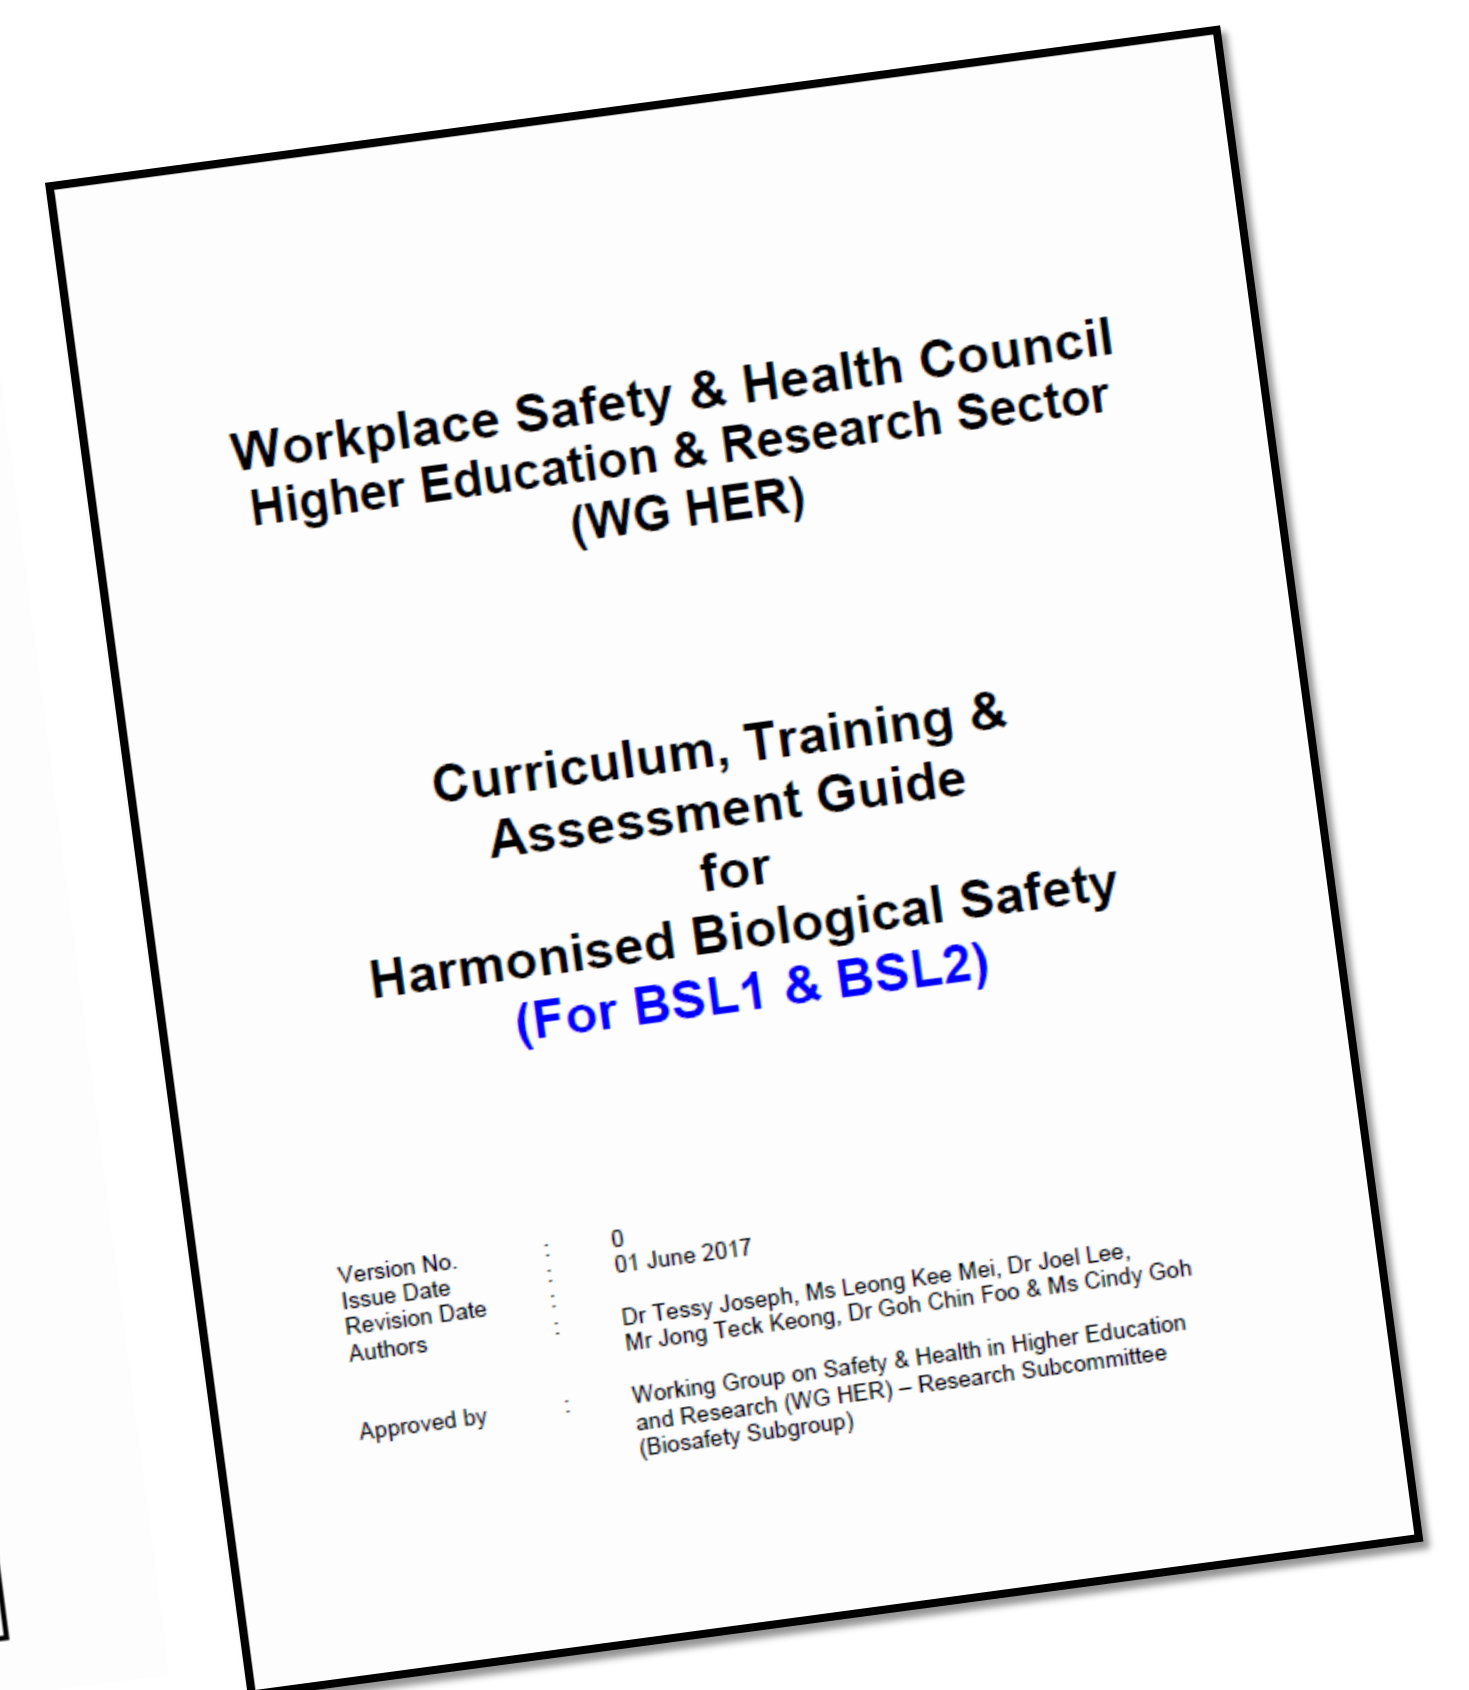 Workplace Safety & Health Council
Higher Education & Research Sector
(WG HER)
Curriculum, Training &
Assessment Guide
for
Harmonised Biological Safety
(For BSL1 & BSL2)
Version No. : 0
Issue Date : 01 June 2017
Revision Date :
Authors : Dr Tessy Joseph, Ms Leong Kee Mei, Dr Joel Lee,
Mr Jong Teck Keong, Dr Goh Chin Foo & Ms Cindy Goh
Approved by : Working Group on Safety & Health in Higher Education
and Research (WG HER) – Research Subcommittee
(Biosafety Subgroup)